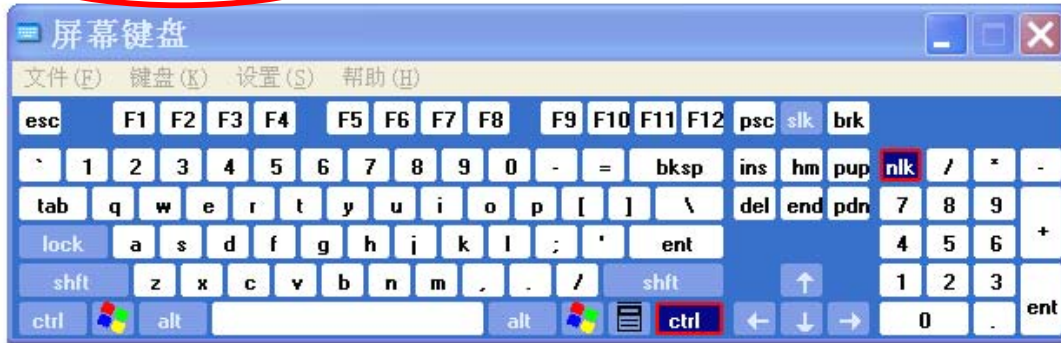 屏幕键盘
文件(F) 键盘(K) 设置(S) 帮助(H)
esc F1 F2 F3 F4 F5 F6 F7 F8 F9 F10 F11 F12 psc slk brk
` 1 2 3 4 5 6 7 8 9 0 - = bksp ins hm pup nlk / * -
tab q w e r t y u i o p [ ] \ del end pdn 7 8 9 +
lock a s d f g h j k l ; ' ent 4 5 6
shft z x c v b n m , . / shft ↑ 1 2 3 ent
ctrl alt alt ctrl ← ↓ → 0 .